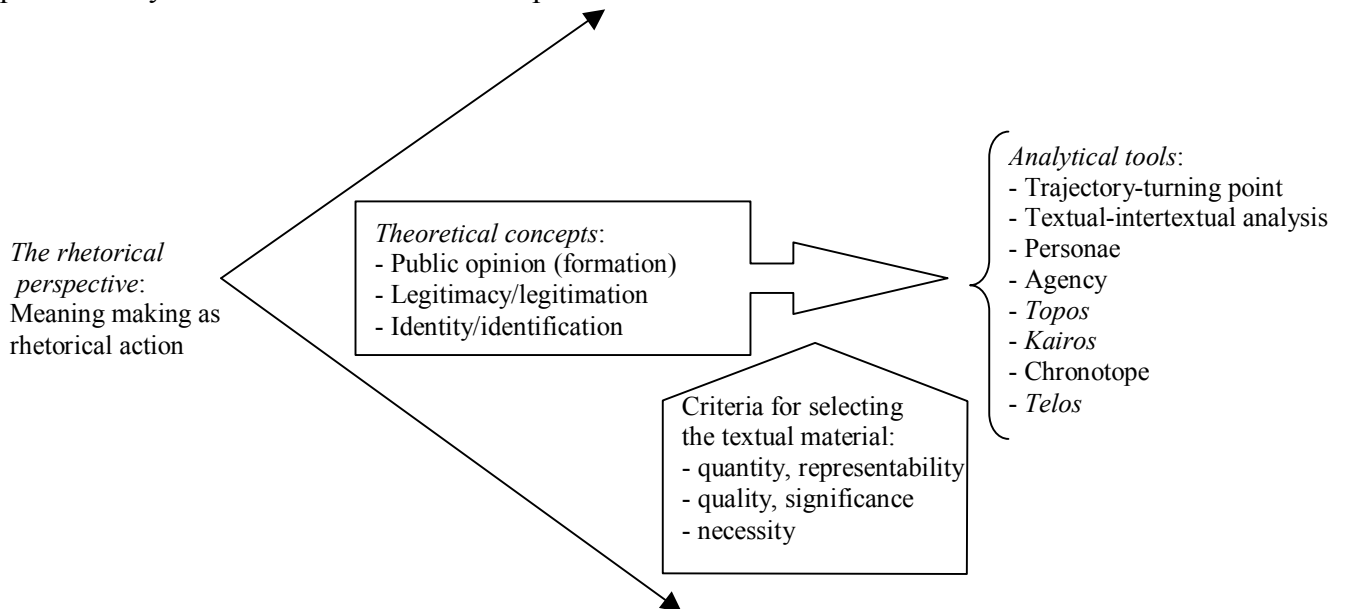 The rhetorical
perspective:
Meaning making as
rhetorical action
Theoretical concepts:
- Public opinion (formation)
- Legitimacy/legitimation
- Identity/identification
Criteria for selecting
the textual material:
- quantity, representability
- quality, significance
- necessity
Analytical tools:
- Trajectory-turning point
- Textual-intertextual analysis
- Personae
- Agency
- Topos
- Kairos
- Chronotope
- Telos